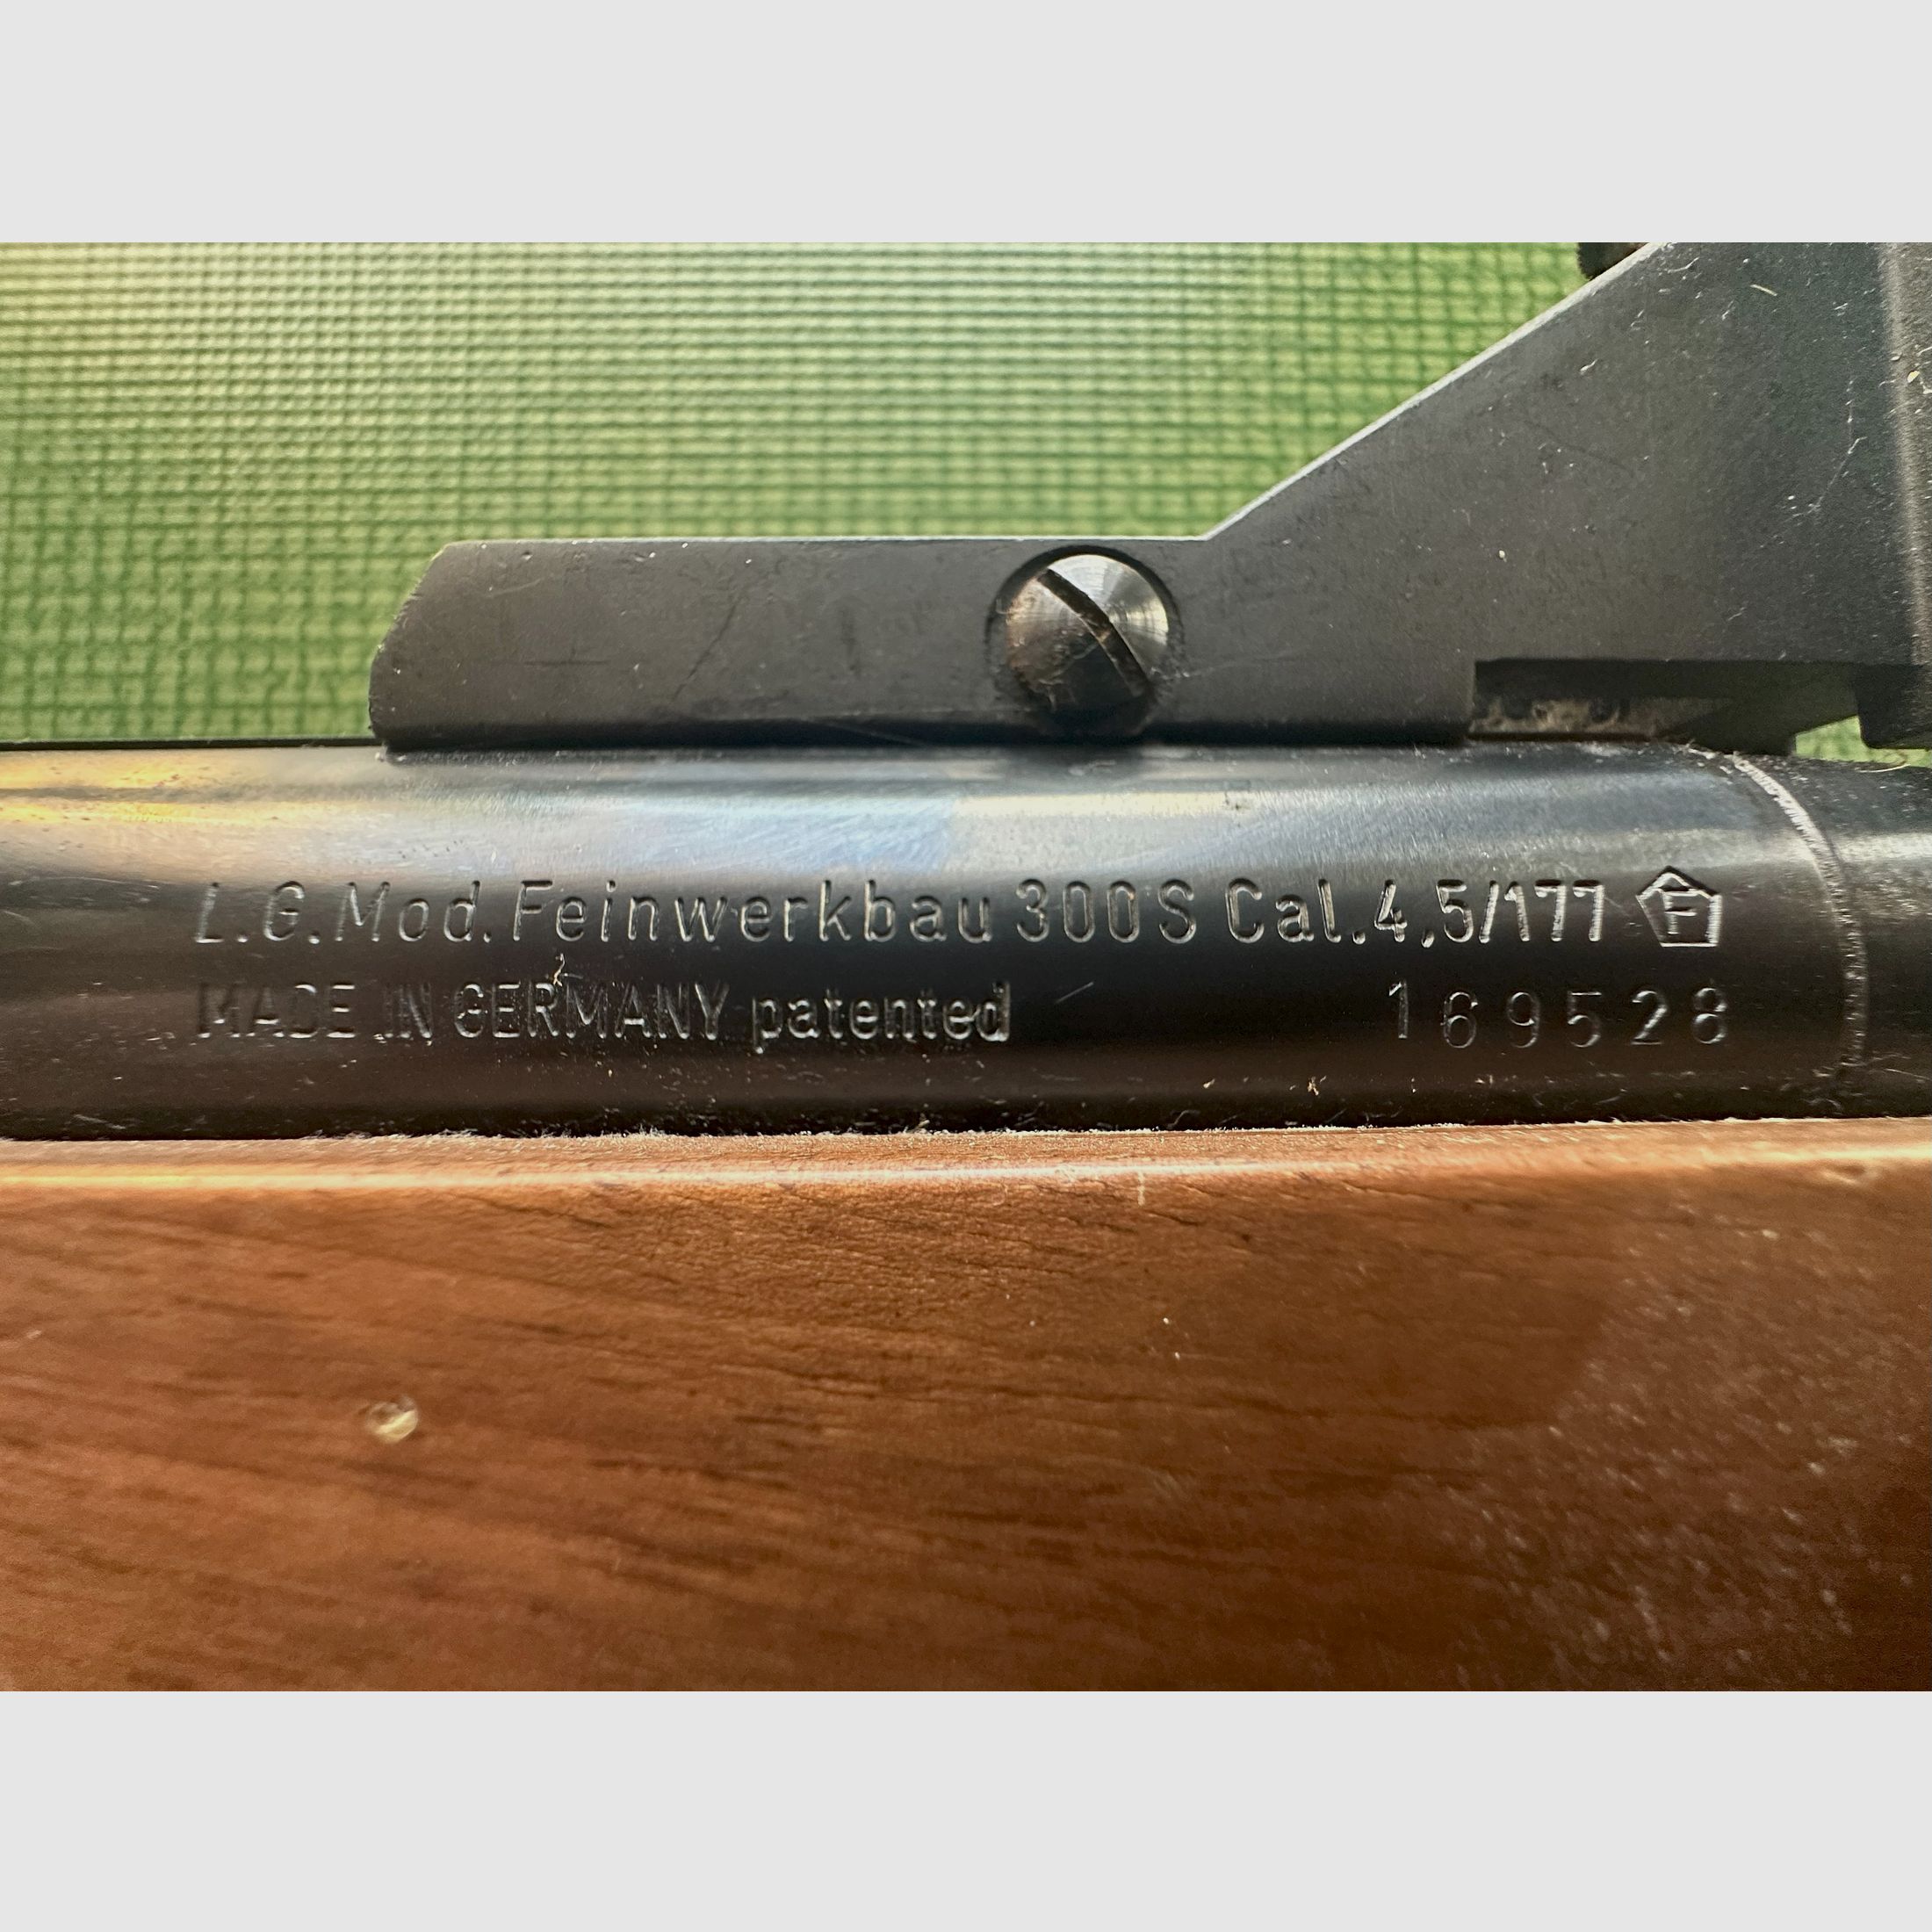 L.G. Mod. Feinwerkbau 300S Cal. 4,5/177 F
MADE IN GERMANY patented 169528